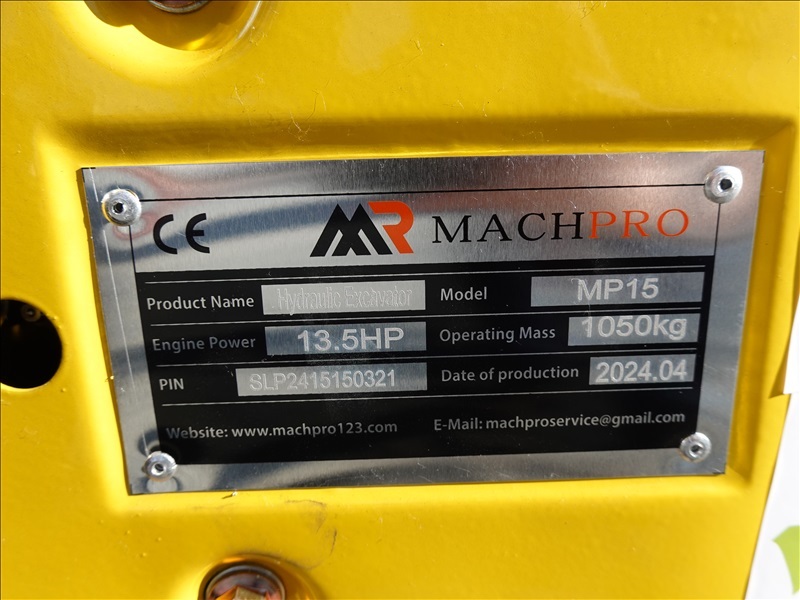 CE MR MACHPRO
Product Name Hydraulic Excavator Model MP15
Engine Power 13.5HP Operating Mass 1050kg
PIN SLP2415150321 Date of production 2024.04
Website: www.machpro123.com E-Mail: machproservice@gmail.com